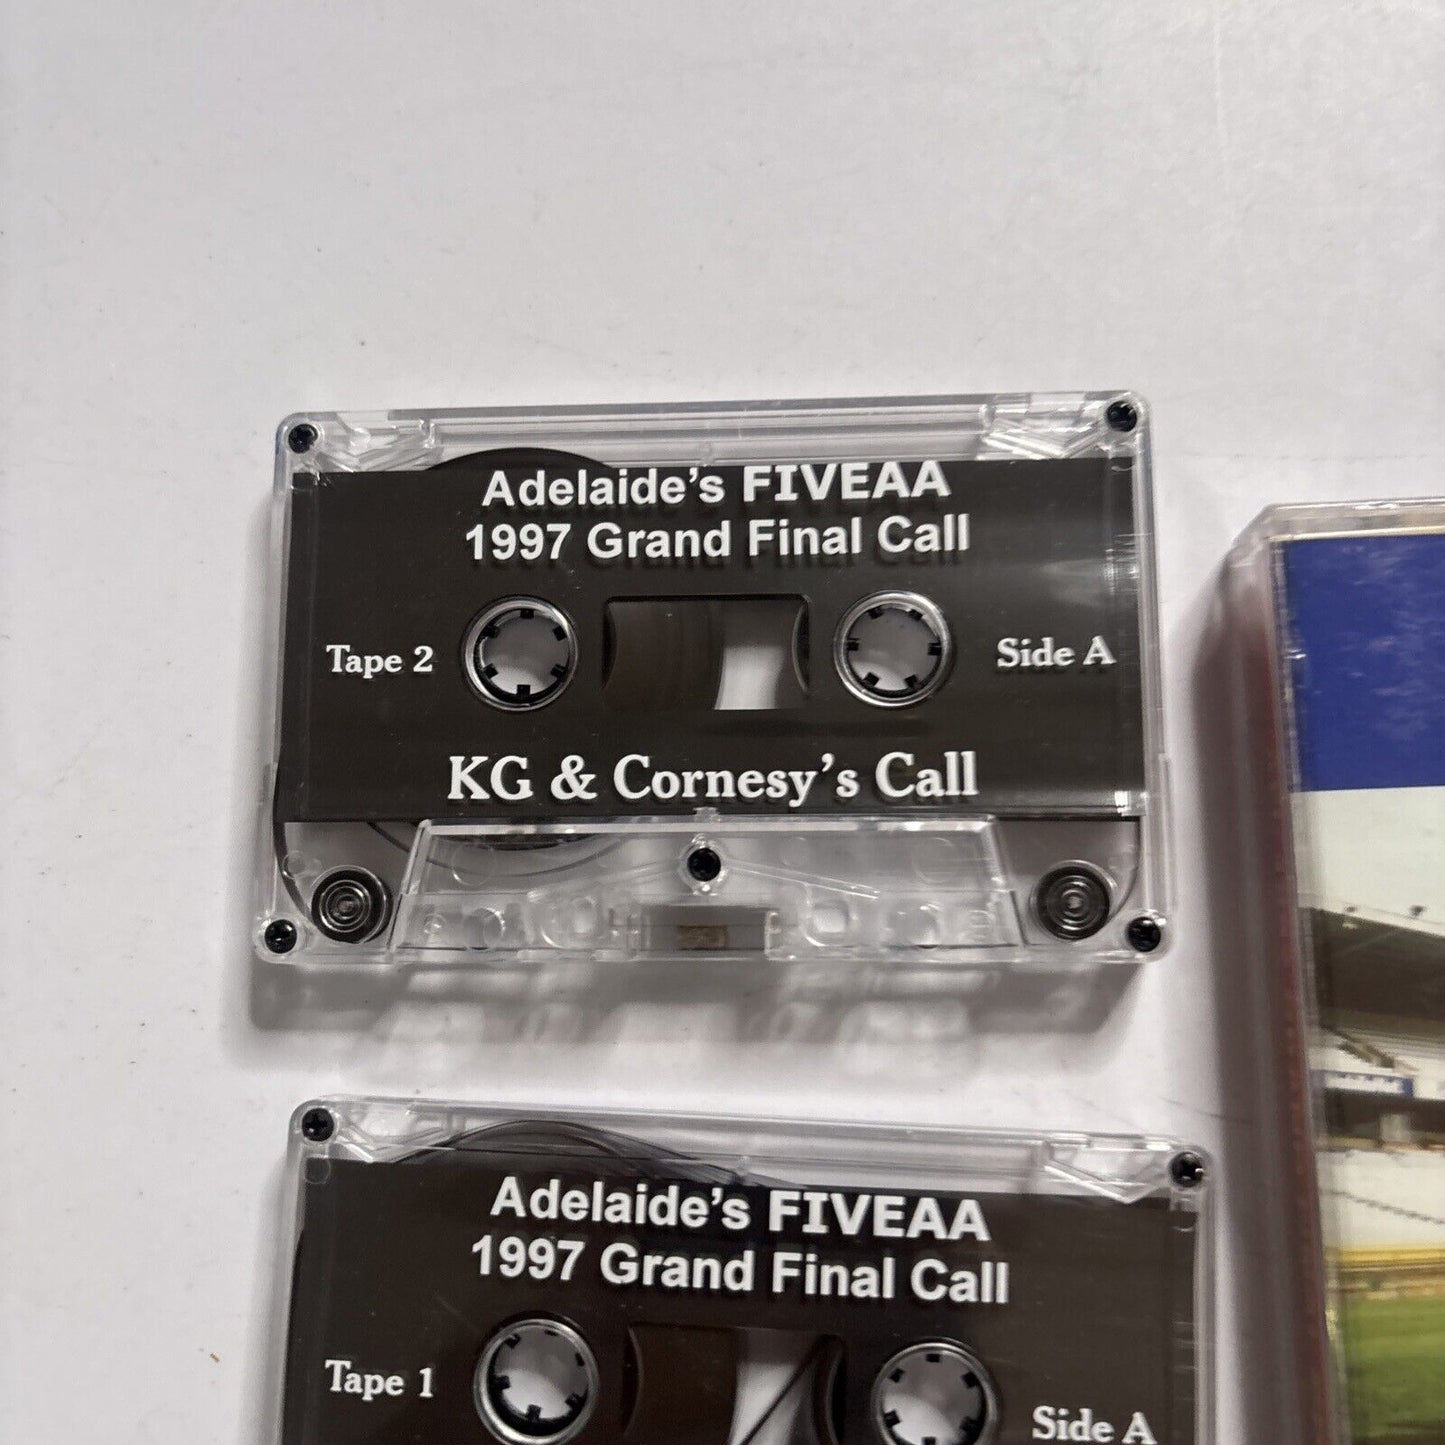 Adelaide's FIVEAA
1997 Grand Final Call
Tape 2
Side A
KG & Cornesy's Call
Adelaide's FIVEAA
1997 Grand Final Call
Tape 1
Side A